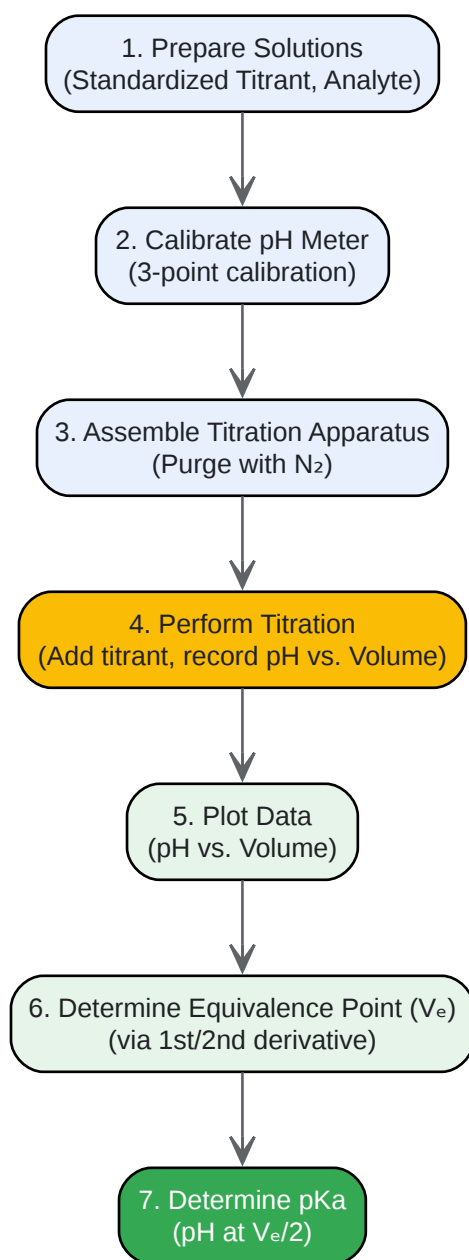 1. Prepare Solutions
(Standardized Titrant, Analyte)
2. Calibrate pH Meter
(3-point calibration)
3. Assemble Titration Apparatus
(Purge with N₂)
4. Perform Titration
(Add titrant, record pH vs. Volume)
5. Plot Data
(pH vs. Volume)
6. Determine Equivalence Point (Vₑ)
(via 1st/2nd derivative)
7. Determine pKa
(pH at Vₑ/2)